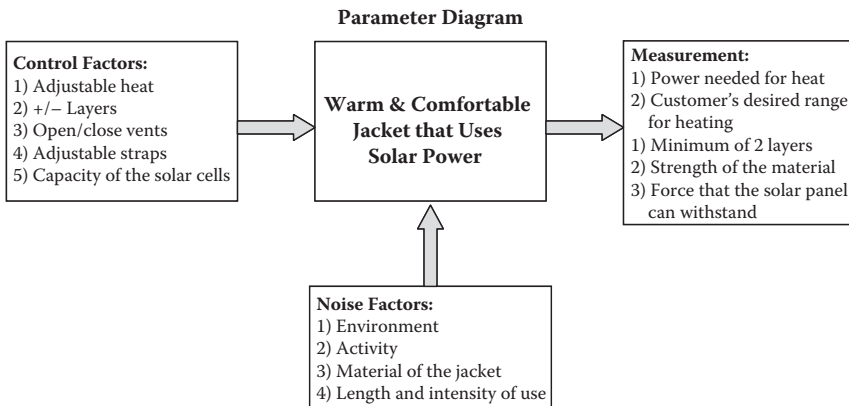 Parameter Diagram
Control Factors:
1) Adjustable heat
2) +/– Layers
3) Open/close vents
4) Adjustable straps
5) Capacity of the solar cells
Warm & Comfortable
Jacket that Uses
Solar Power
Measurement:
1) Power needed for heat
2) Customer's desired range
for heating
1) Minimum of 2 layers
2) Strength of the material
3) Force that the solar panel
can withstand
Noise Factors:
1) Environment
2) Activity
3) Material of the jacket
4) Length and intensity of use